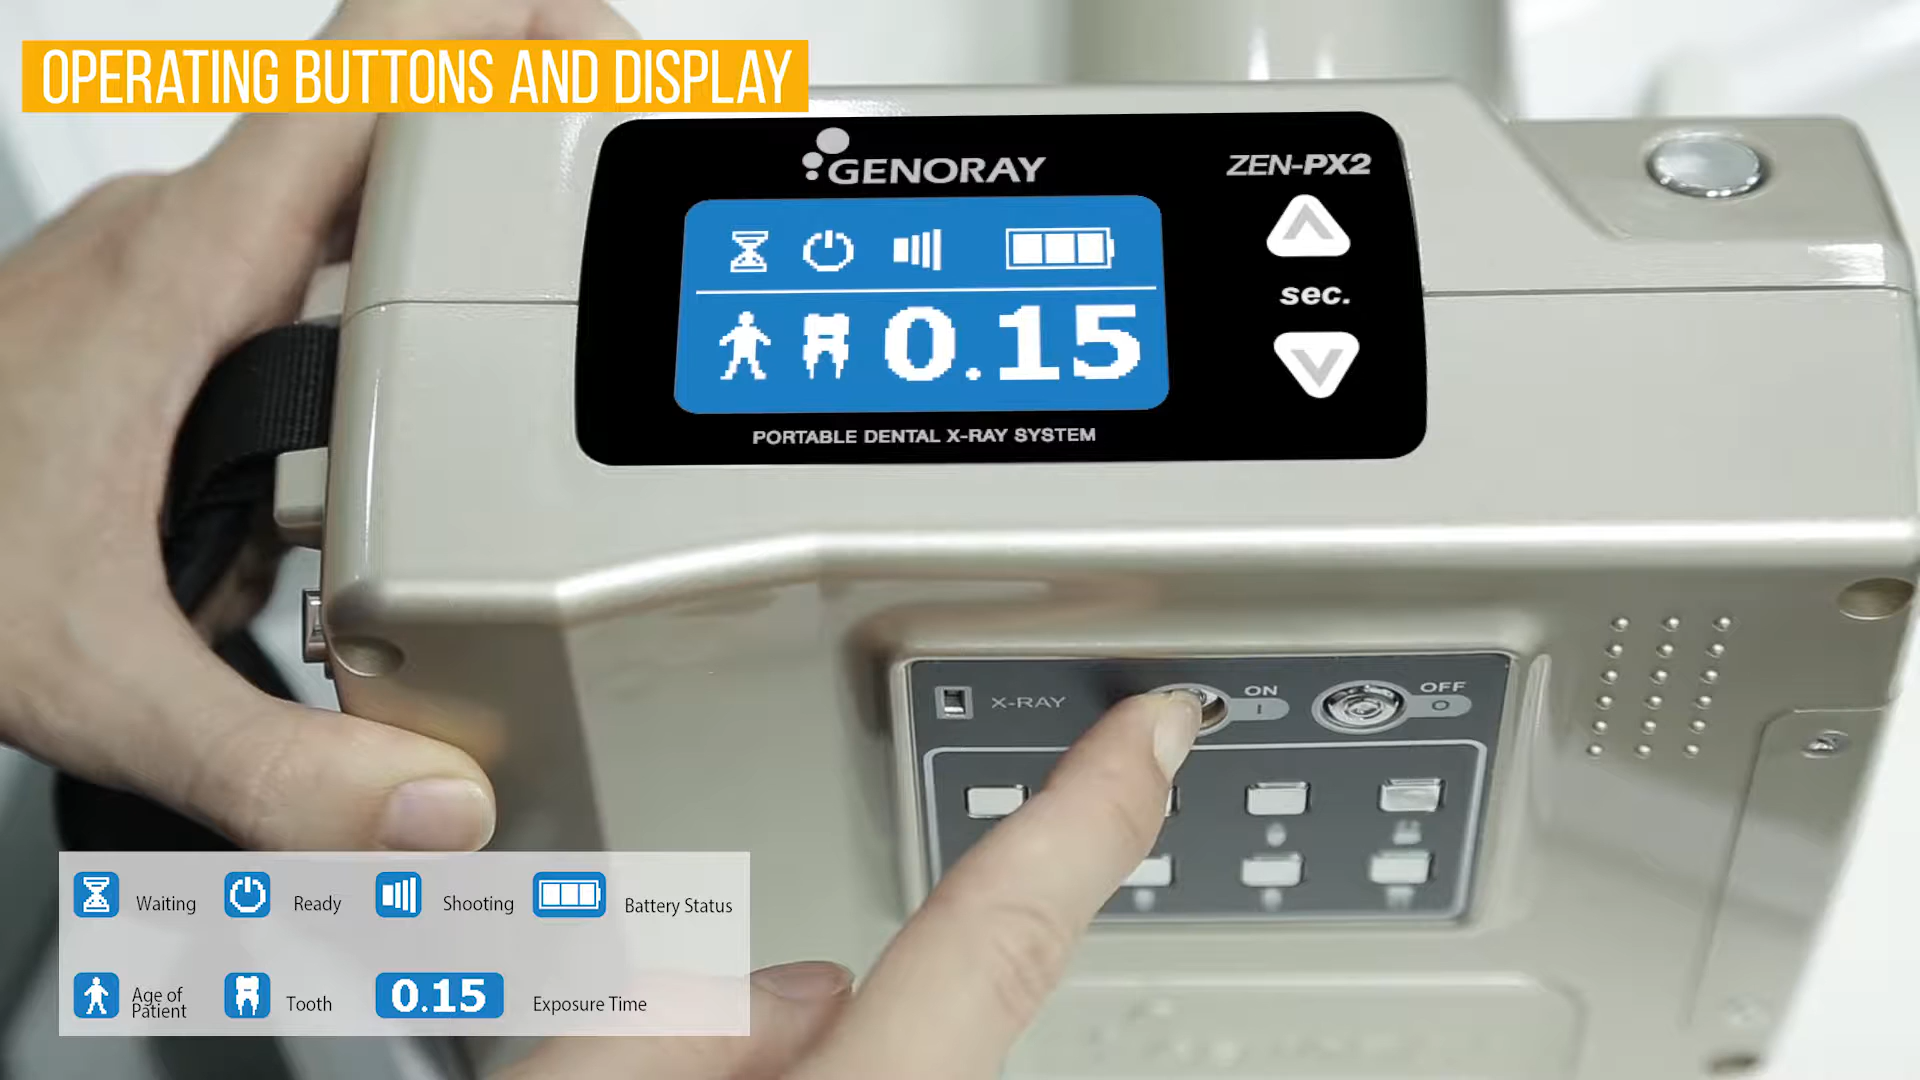 OPERATING BUTTONS AND DISPLAY
GENORAY
ZEN-PX2
sec.
0.15
PORTABLE DENTAL X-RAY SYSTEM
X-RAY
ON
I
OFF
O
Waiting
Ready
Shooting
Battery Status
Age of
Patient
Tooth
0.15
Exposure Time